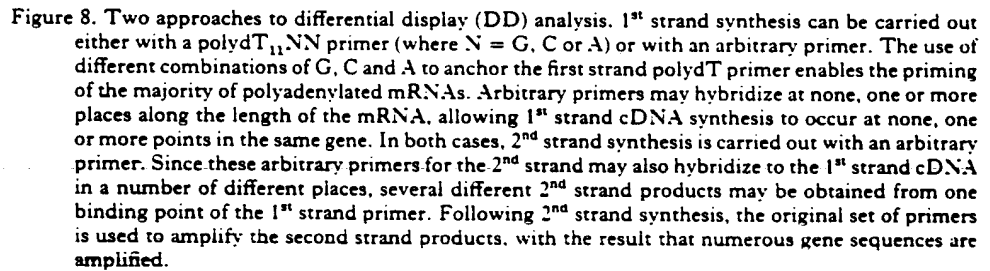 Figure 8. Two approaches to differential display (DD) analysis. 1st strand synthesis can be carried out
either with a polydT11NN primer (where N = G, C or A) or with an arbitrary primer. The use of
different combinations of G, C and A to anchor the first strand polydT primer enables the priming
of the majority of polyadenylated mRNAs. Arbitrary primers may hybridize at none, one or more
places along the length of the mRNA, allowing 1st strand cDNA synthesis to occur at none, one
or more points in the same gene. In both cases, 2nd strand synthesis is carried out with an arbitrary
primer. Since these arbitrary primers for the 2nd strand may also hybridize to the 1st strand cDNA
in a number of different places, several different 2nd strand products may be obtained from one
binding point of the 1st strand primer. Following 2nd strand synthesis, the original set of primers
is used to amplify the second strand products, with the result that numerous gene sequences are
amplified.